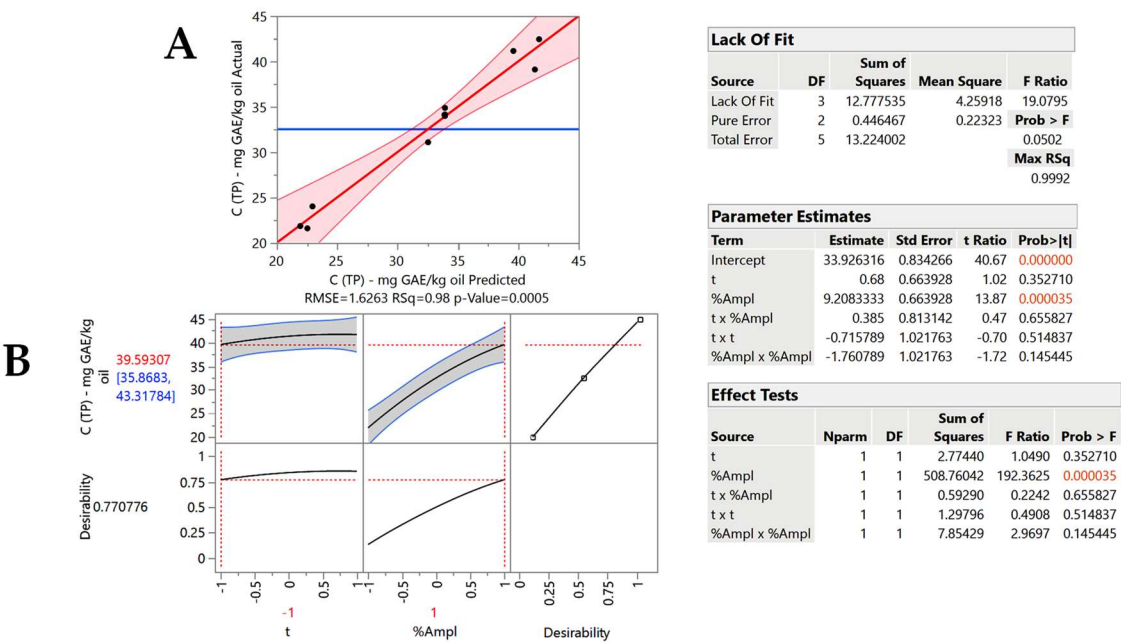 A
C (TP) - mg GAE/kg oil Actual
45
40
35
30
25
20
20 25 30 35 40 45
C (TP) - mg GAE/kg oil Predicted
RMSE=1.6263 RSq=0.98 p-Value=0.0005
B
C (TP) - mg GAE/kg
oil
39.59307
[35.8683,
43.31784]
45
40
35
30
25
20
Desirability
0.770776
1
0.75
0.5
0.25
0
-1 -0.5 0 0.5 1
-1
t
-1 -0.5 0 0.5 1
1
%Ampl
0 0.25 0.5 0.75 1
Desirability
Lack Of Fit
Source DF Sum of Squares Mean Square F Ratio
Lack Of Fit 3 12.777535 4.25918 19.0795
Pure Error 2 0.446467 0.22323 Prob > F
Total Error 5 13.224002 0.0502
Max RSq
0.9992
Parameter Estimates
Term Estimate Std Error t Ratio Prob>|t|
Intercept 33.926316 0.834266 40.67 0.000000
t 0.68 0.663928 1.02 0.352710
%Ampl 9.2083333 0.663928 13.87 0.000035
t x %Ampl 0.385 0.813142 0.47 0.655827
t x t -0.715789 1.021763 -0.70 0.514837
%Ampl x %Ampl -1.760789 1.021763 -1.72 0.145445
Effect Tests
Source Nparm DF Sum of Squares F Ratio Prob > F
t 1 1 2.77440 1.0490 0.352710
%Ampl 1 1 508.76042 192.3625 0.000035
t x %Ampl 1 1 0.59290 0.2242 0.655827
t x t 1 1 1.29796 0.4908 0.514837
%Ampl x %Ampl 1 1 7.85429 2.9697 0.145445